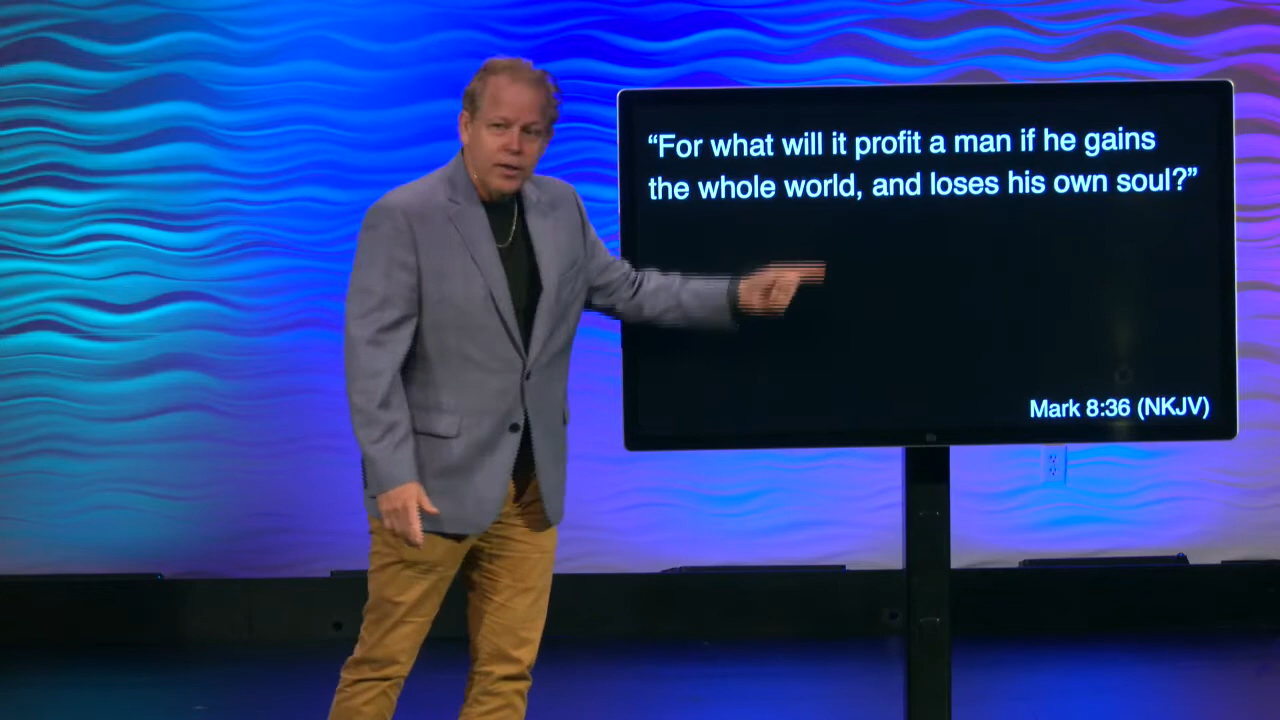 “For what will it profit a man if he gains
the whole world, and loses his own soul?”
Mark 8:36 (NKJV)